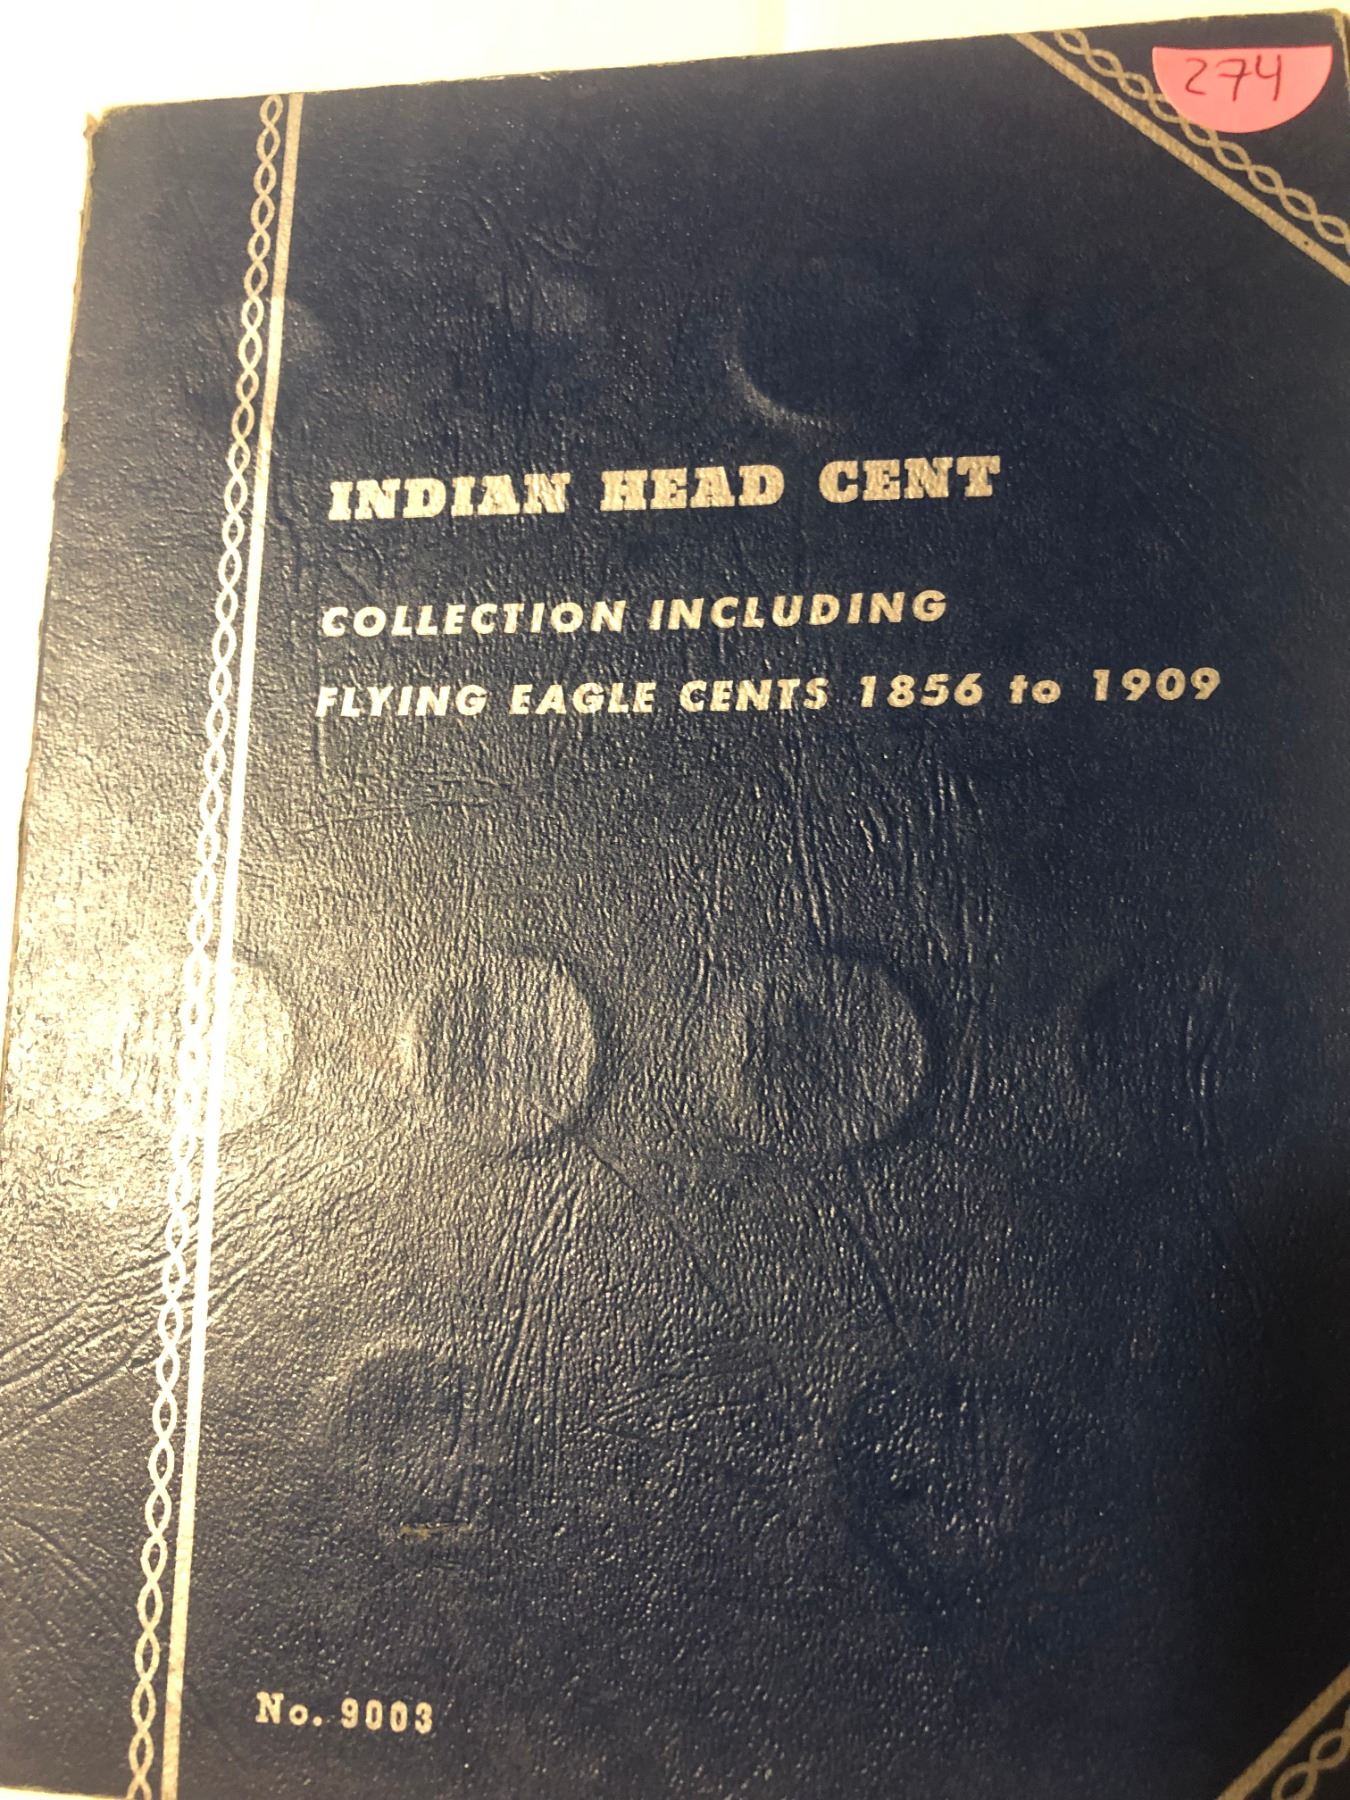 274
INDIAN HEAD CENT
COLLECTION INCLUDING
FLYING EAGLE CENTS 1856 to 1909
No. 9003